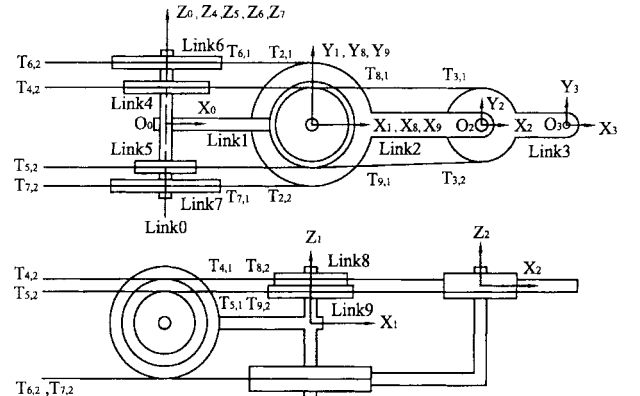 Z₀ , Z₄ , Z₅ , Z₆ , Z₇
Link6
T₆,₂ T₆,₁ T₂,₁ Y₁, Y₈, Y₉
T₈,₁ T₃,₁
Link4
T₄,₂
Y₂ Y₃
X₀
O₀ Link1 X₁, X₈, X₉ O₂ X₂ O₃ X₃
Link2 Link3
Link5
T₅,₂
T₇,₂ T₇,₁ T₂,₂ T₉,₁ T₃,₂
Link7
Link0
Z₁ Z₂
T₄,₂ T₄,₁ T₈,₂ Link8 X₂
T₅,₂ T₅,₁ T₉,₂ Link9
X₁
T₆,₂ ,T₇,₂